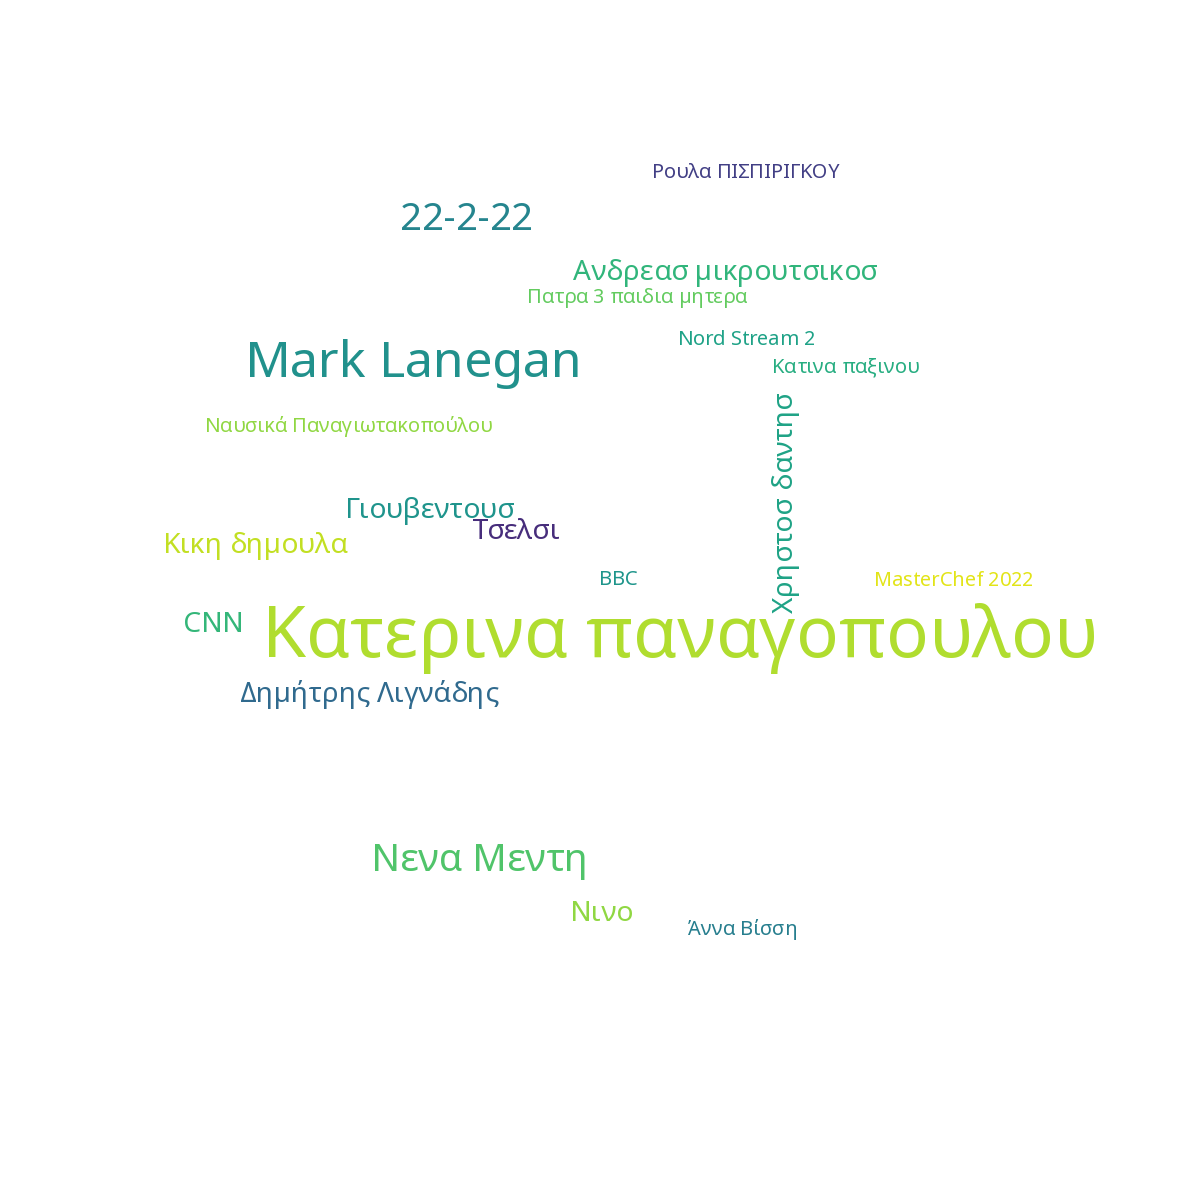 Ρουλα ΠΙΣΠΙΡΙΓΚΟΥ
22-2-22
Ανδρεασ μικρουτσικοσ
Πατρα 3 παιδια μητερα
Nord Stream 2
Mark Lanegan
Κατινα παξινου
Ναυσικά Παναγιωτακοπούλου
Χρηστοσ δαντησ
Γιουβεντουσ
Τσελσι
Κικη δημουλα
BBC
MasterChef 2022
CNN
Κατερινα παναγοπουλου
Δημήτρης Λιγνάδης
Νενα Μεντη
Νινο
Άννα Βίσση